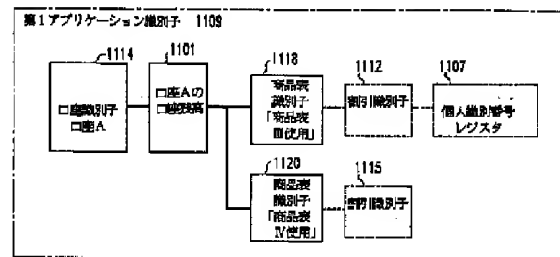 第1アプリケーション識別子 1109
1114
1101
1118
1112
1107
口座識別子
口座A
口座Aの
口座残高
商品表
識別子
「商品表
Ⅲ使用」
割引識別子
個人識別番号
レジスタ
1120
1115
商品表
識別子
「商品表
Ⅳ使用」
割引識別子